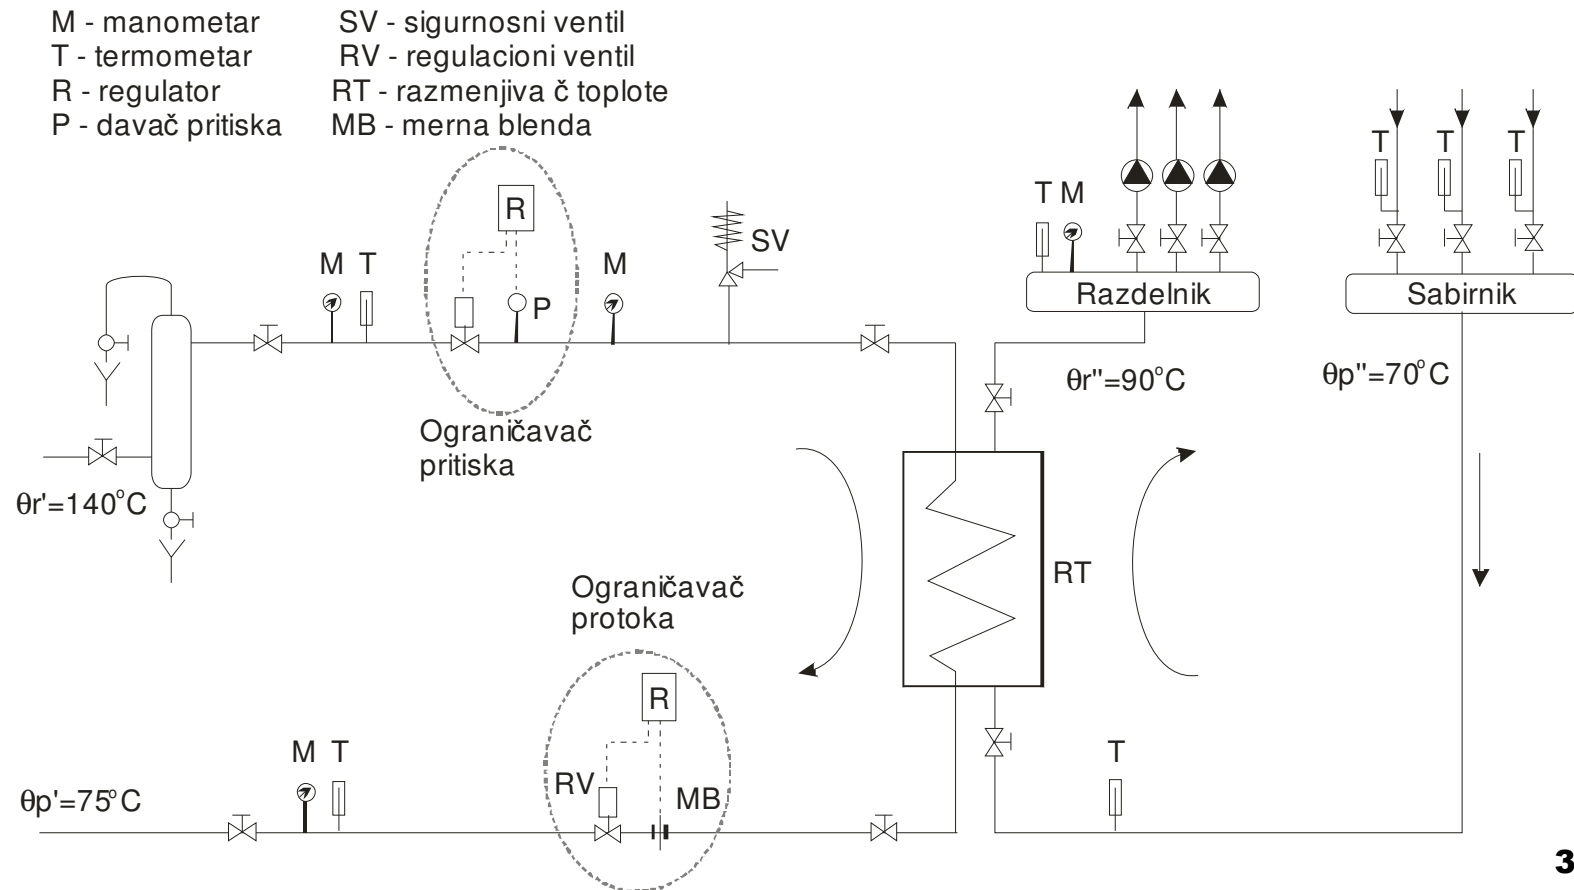 M - manometar
SV - sigurnosni ventil
T - termometar
RV - regulacioni ventil
R - regulator
RT - razmenjiva č toplote
P - davač pritiska
MB - merna blenda
R
M T
P
M
SV
T M
T T T
Razdelnik
Sabirnik
θr''=90°C
θp''=70°C
Ograničavač
pritiska
θr'=140°C
RT
Ograničavač
protoka
R
M T
RV
MB
T
θp'=75°C
3